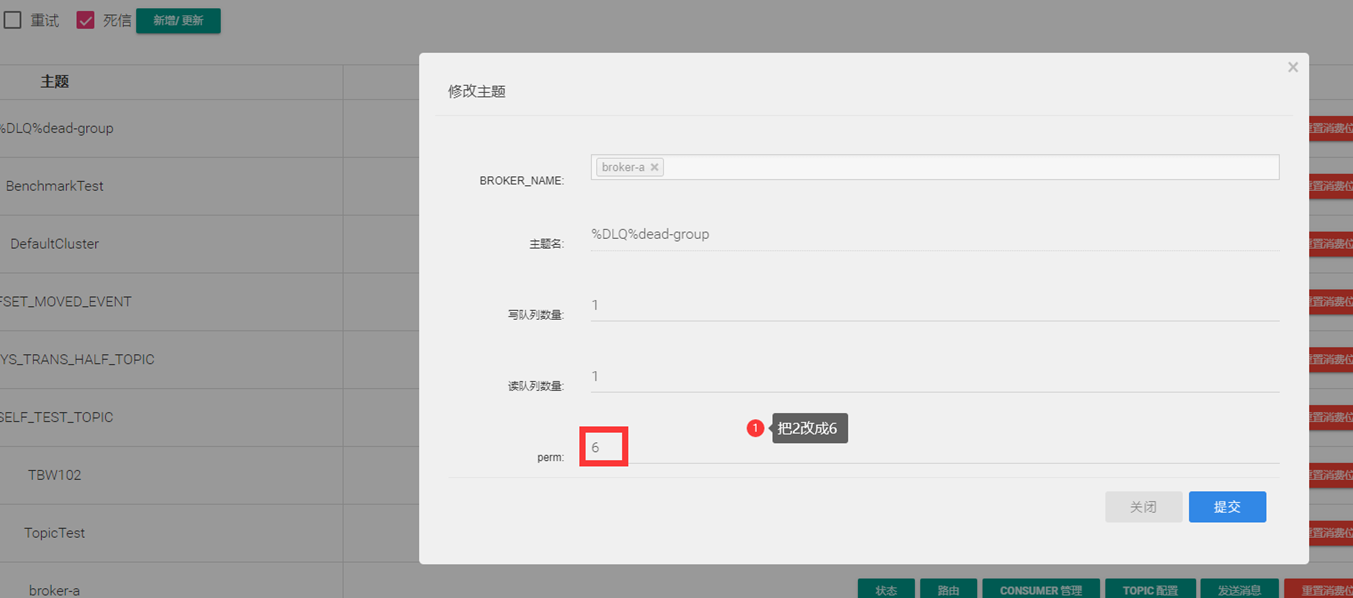 重试 死信 新增/ 更新
主题
%DLQ%dead-group
BenchmarkTest
DefaultCluster
FSET_MOVED_EVENT
YS_TRANS_HALF_TOPIC
SELF_TEST_TOPIC
TBW102
TopicTest
broker-a
修改主题
×
BROKER_NAME:
broker-a ×
主题名:
%DLQ%dead-group
写队列数量:
1
读队列数量:
1
perm:
6
1 把2改成6
关闭 提交
重置消费位
重置消费位
重置消费位
重置消费位
重置消费位
重置消费位
重置消费位
重置消费位
状态 路由 CONSUMER 管理 TOPIC 配置 发送消息 重置消费位